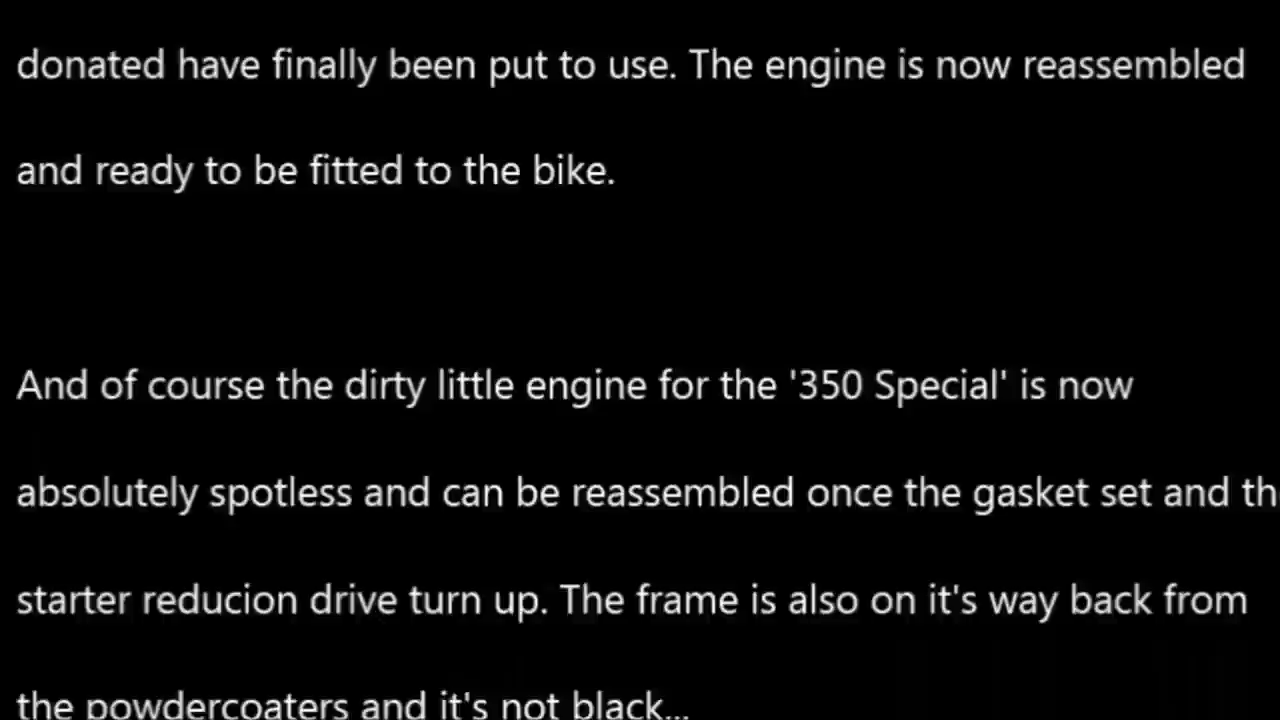 donated have finally been put to use. The engine is now reassembled
and ready to be fitted to the bike.
And of course the dirty little engine for the '350 Special' is now
absolutely spotless and can be reassembled once the gasket set and th
starter reducion drive turn up. The frame is also on it's way back from
the powdercoaters and it's not black...